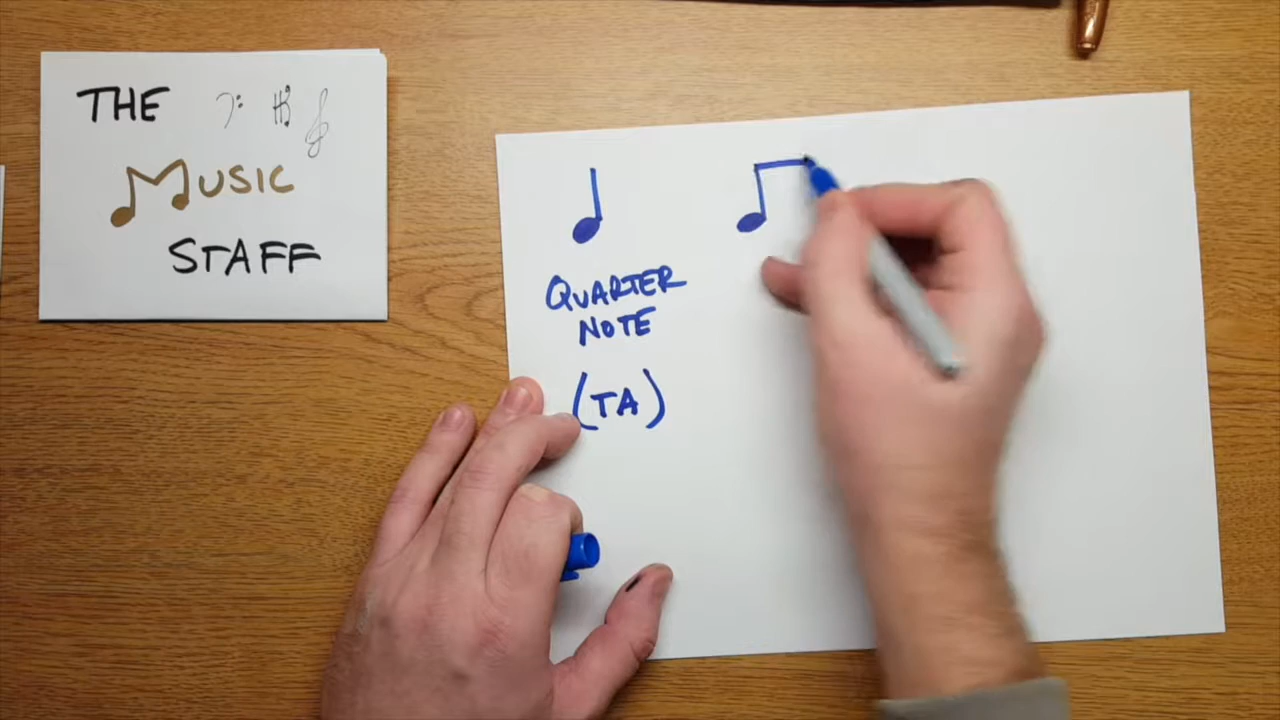 THE
MUSIC
STAFF
QUARTER
NOTE
(TA)